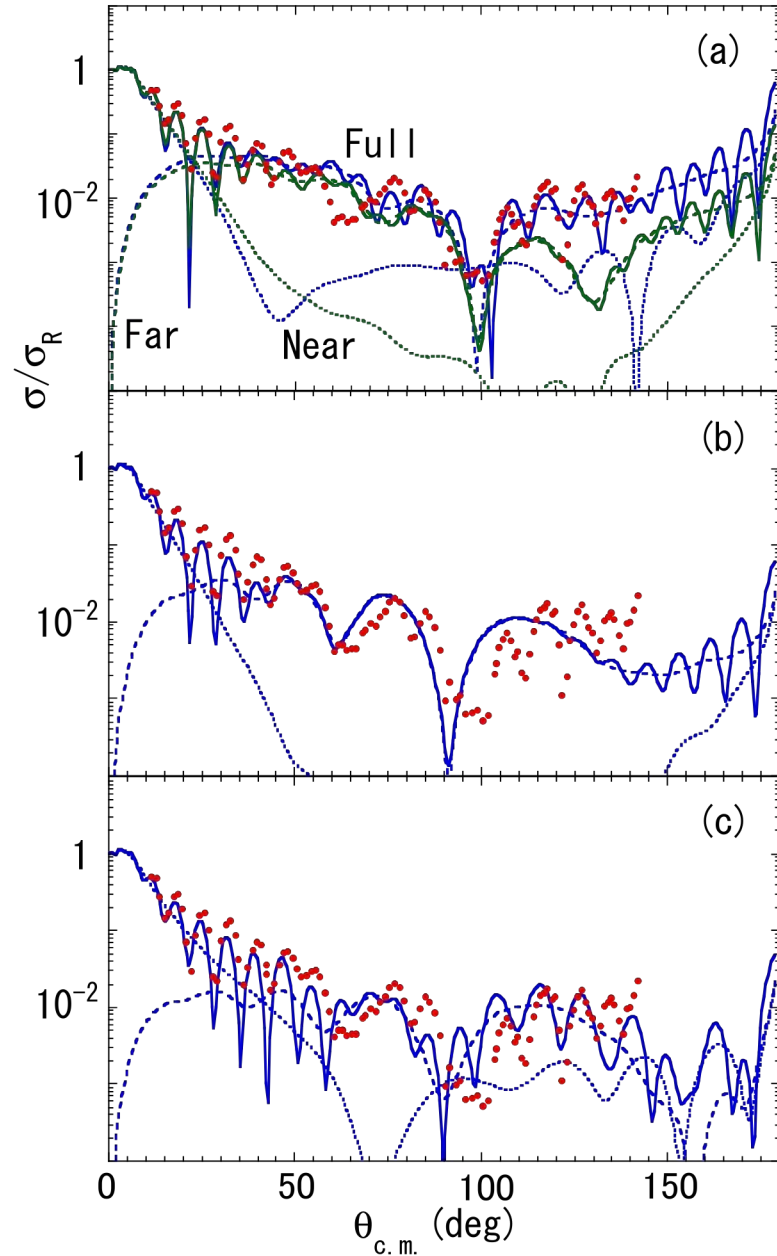 (a)
1
Full
10⁻²
Far
Near
σ/σ_R
(b)
1
10⁻²
(c)
1
10⁻²
0
50
100
150
θ_c.m. (deg)